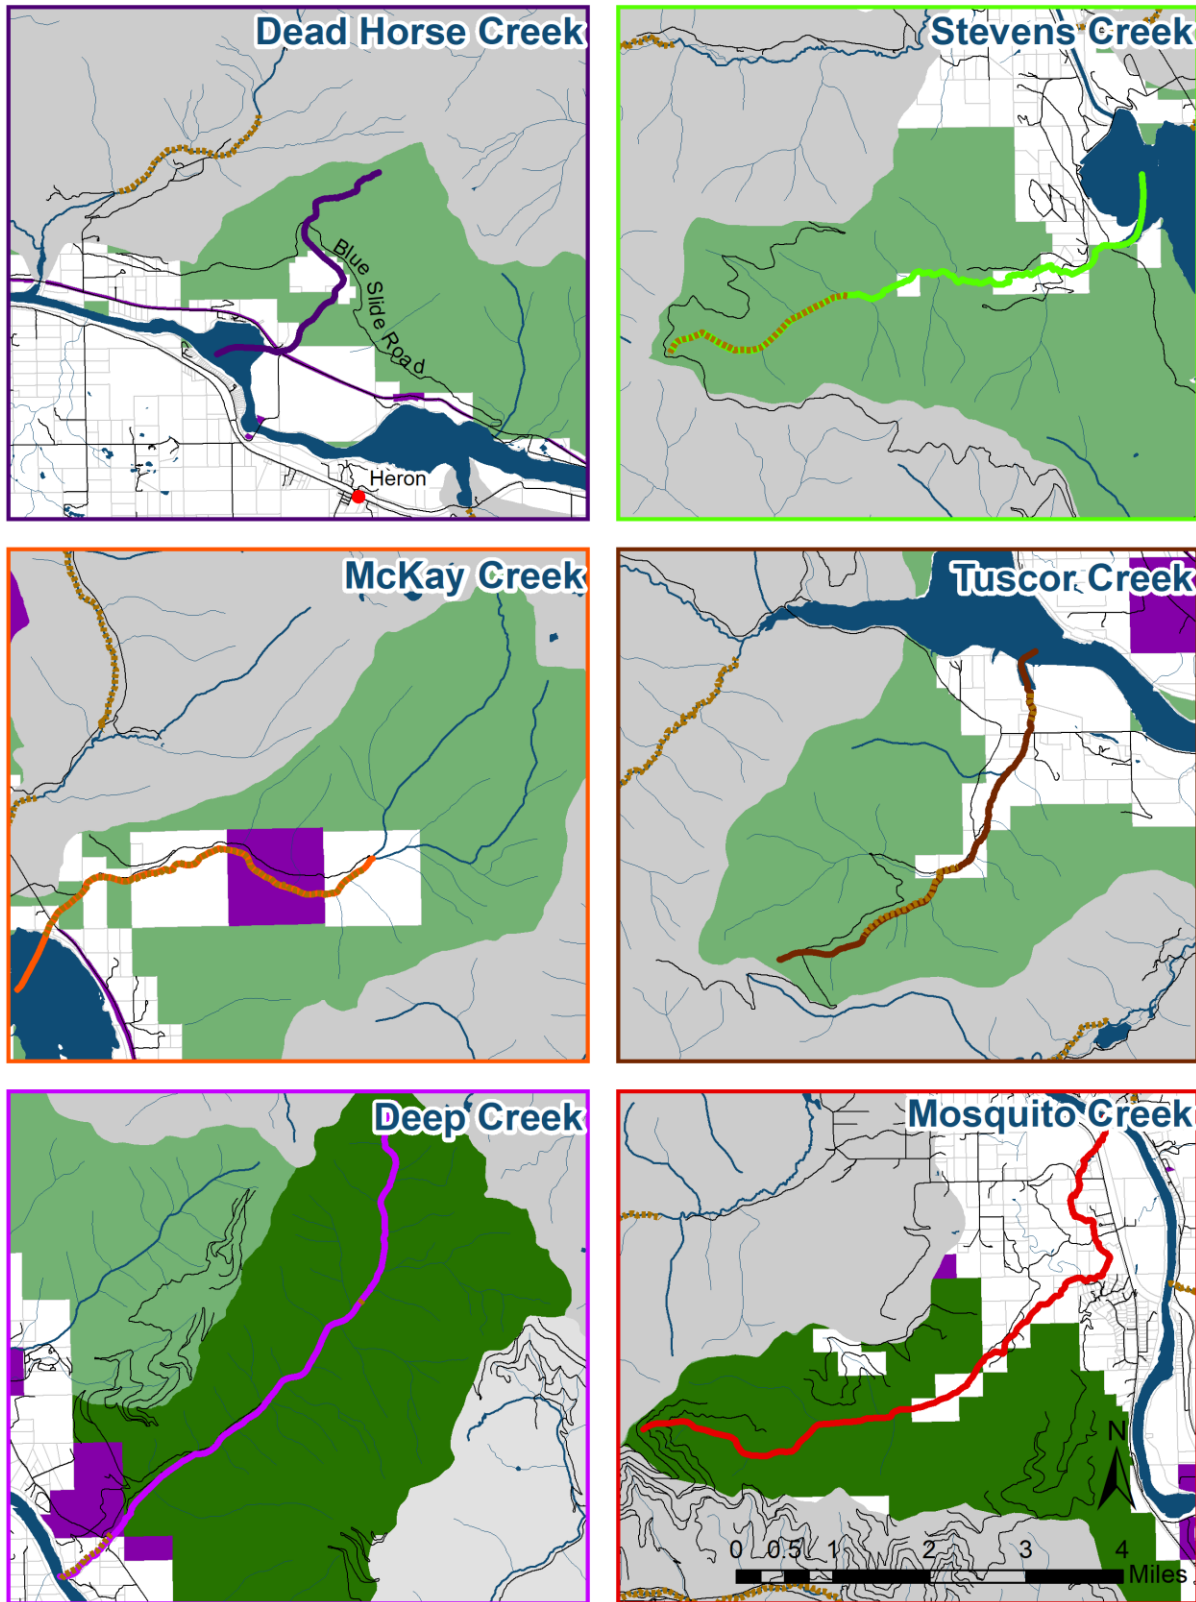 Dead Horse Creek
Blue Slide Road
Heron
Stevens Creek
McKay Creek
Tuscor Creek
Deep Creek
Mosquito Creek
N
0 0.5 1 2 3 4
Miles